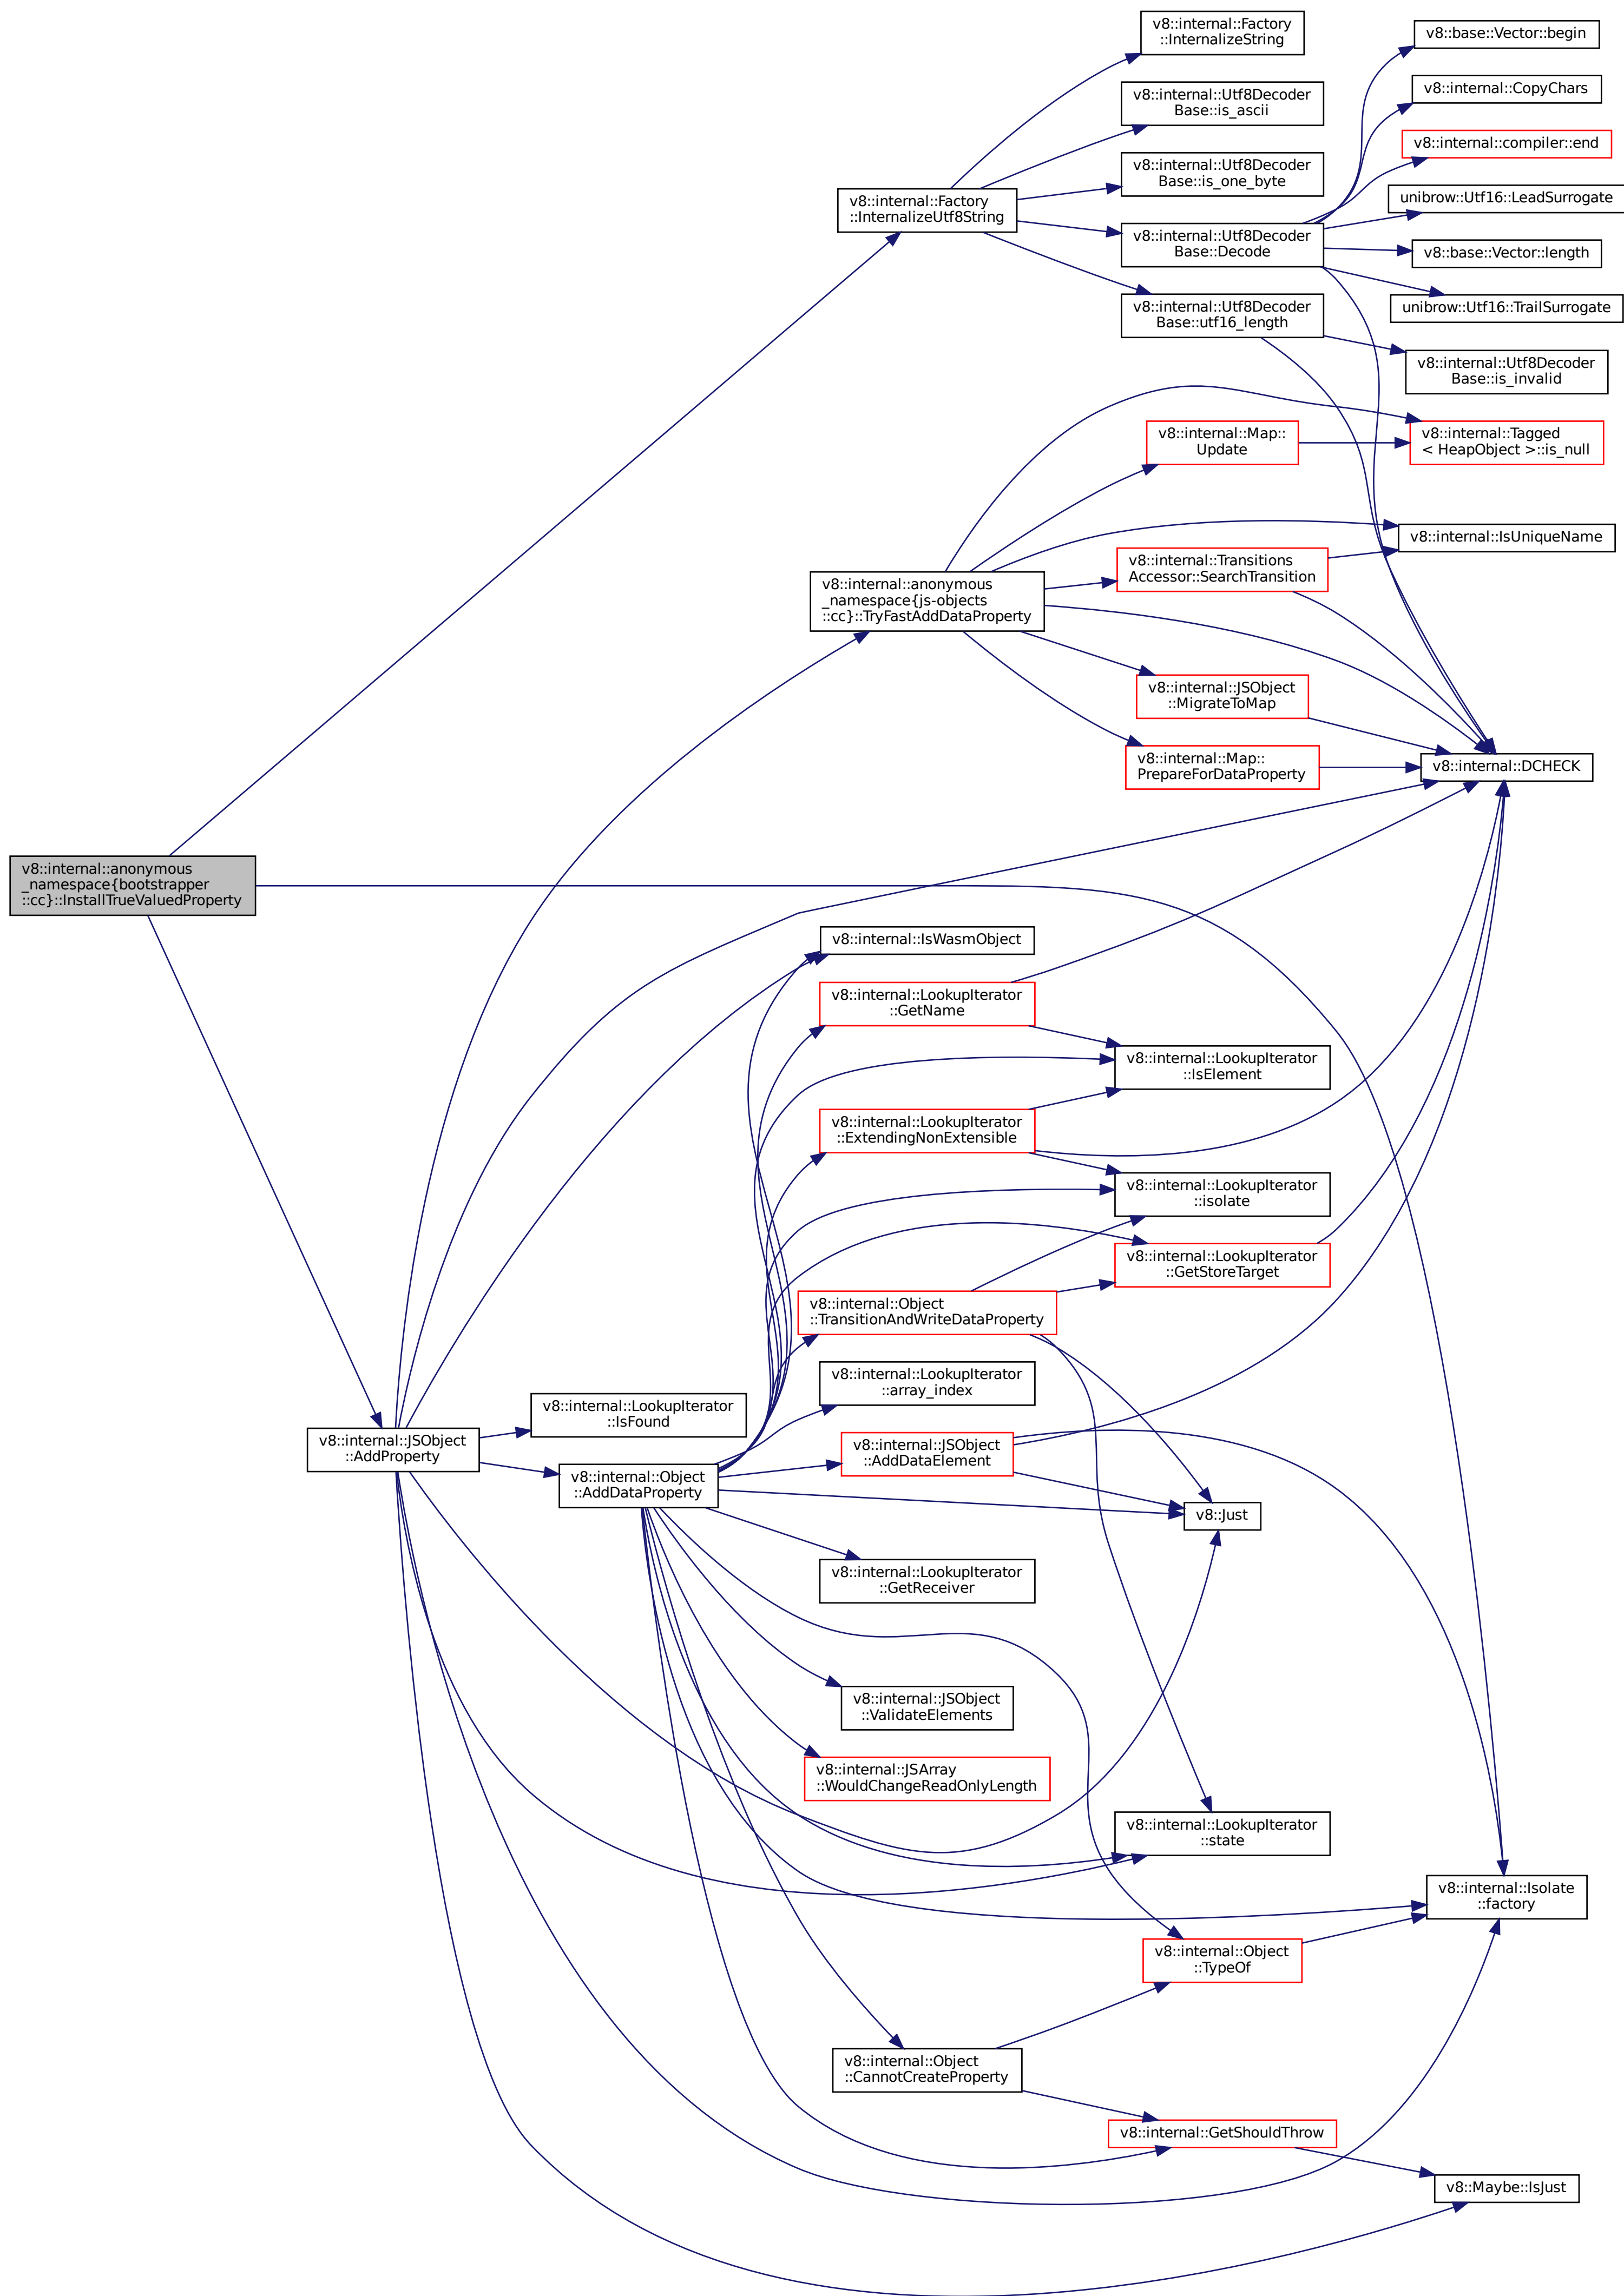 v8::internal::Factory
::InternalizeString
v8::base::Vector::begin
v8::internal::Utf8Decoder
Base::is_ascii
v8::internal::CopyChars
v8::internal::compiler::end
v8::internal::Utf8Decoder
Base::is_one_byte
v8::internal::Factory
::InternalizeUtf8String
unibrow::Utf16::LeadSurrogate
v8::internal::Utf8Decoder
Base::Decode
v8::base::Vector::length
unibrow::Utf16::TrailSurrogate
v8::internal::Utf8Decoder
Base::utf16_length
v8::internal::Utf8Decoder
Base::is_invalid
v8::internal::Map::
Update
v8::internal::Tagged
< HeapObject >::is_null
v8::internal::IsUniqueName
v8::internal::Transitions
Accessor::SearchTransition
v8::internal::anonymous
_namespace{js-objects
::cc}::TryFastAddDataProperty
v8::internal::JSObject
::MigrateToMap
v8::internal::Map::
PrepareForDataProperty
v8::internal::DCHECK
v8::internal::anonymous
_namespace{bootstrapper
::cc}::InstallTrueValuedProperty
v8::internal::IsWasmObject
v8::internal::LookupIterator
::GetName
v8::internal::LookupIterator
::IsElement
v8::internal::LookupIterator
::ExtendingNonExtensible
v8::internal::LookupIterator
::isolate
v8::internal::LookupIterator
::GetStoreTarget
v8::internal::Object
::TransitionAndWriteDataProperty
v8::internal::LookupIterator
::array_index
v8::internal::LookupIterator
::IsFound
v8::internal::JSObject
::AddProperty
v8::internal::JSObject
::AddDataElement
v8::internal::Object
::AddDataProperty
v8::Just
v8::internal::LookupIterator
::GetReceiver
v8::internal::JSObject
::ValidateElements
v8::internal::JSArray
::WouldChangeReadOnlyLength
v8::internal::LookupIterator
::state
v8::internal::Isolate
::factory
v8::internal::Object
::TypeOf
v8::internal::Object
::CannotCreateProperty
v8::internal::GetShouldThrow
v8::Maybe::IsJust